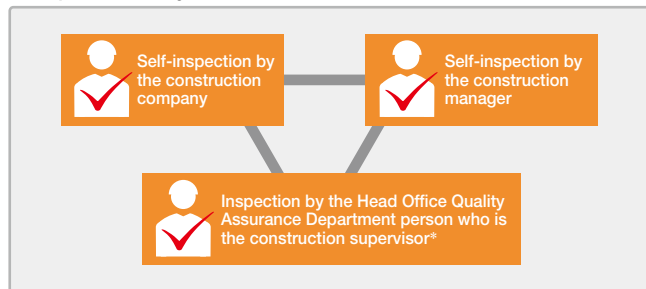 Self-inspection by
the construction
company
Self-inspection by
the construction
manager
Inspection by the Head Office Quality
Assurance Department person who is
the construction supervisor*